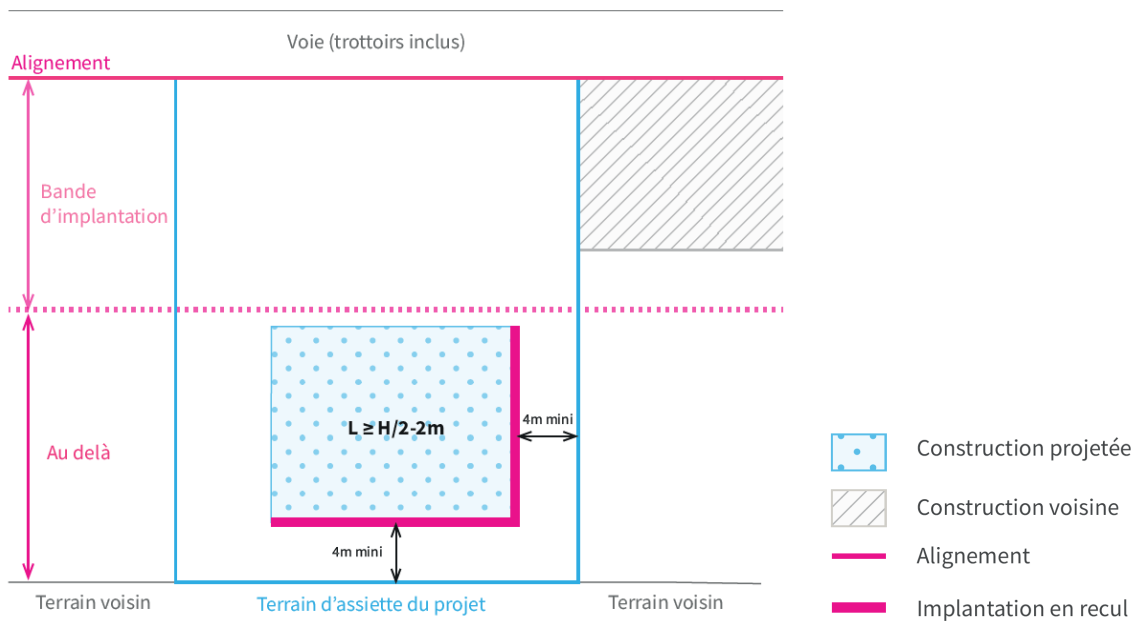 Voie (trottoirs inclus)
Alignement
Bande
d'implantation
L ≥ H/2-2m
4m mini
Au delà
4m mini
Terrain voisin
Terrain d'assiette du projet
Terrain voisin
Construction projetée
Construction voisine
Alignement
Implantation en recul